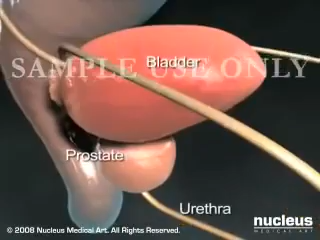 Bladder
SAMPLE USE ONLY
Prostate
Urethra
© 2008 Nucleus Medical Art. All Rights Reserved.
nucleus
MEDICAL ART